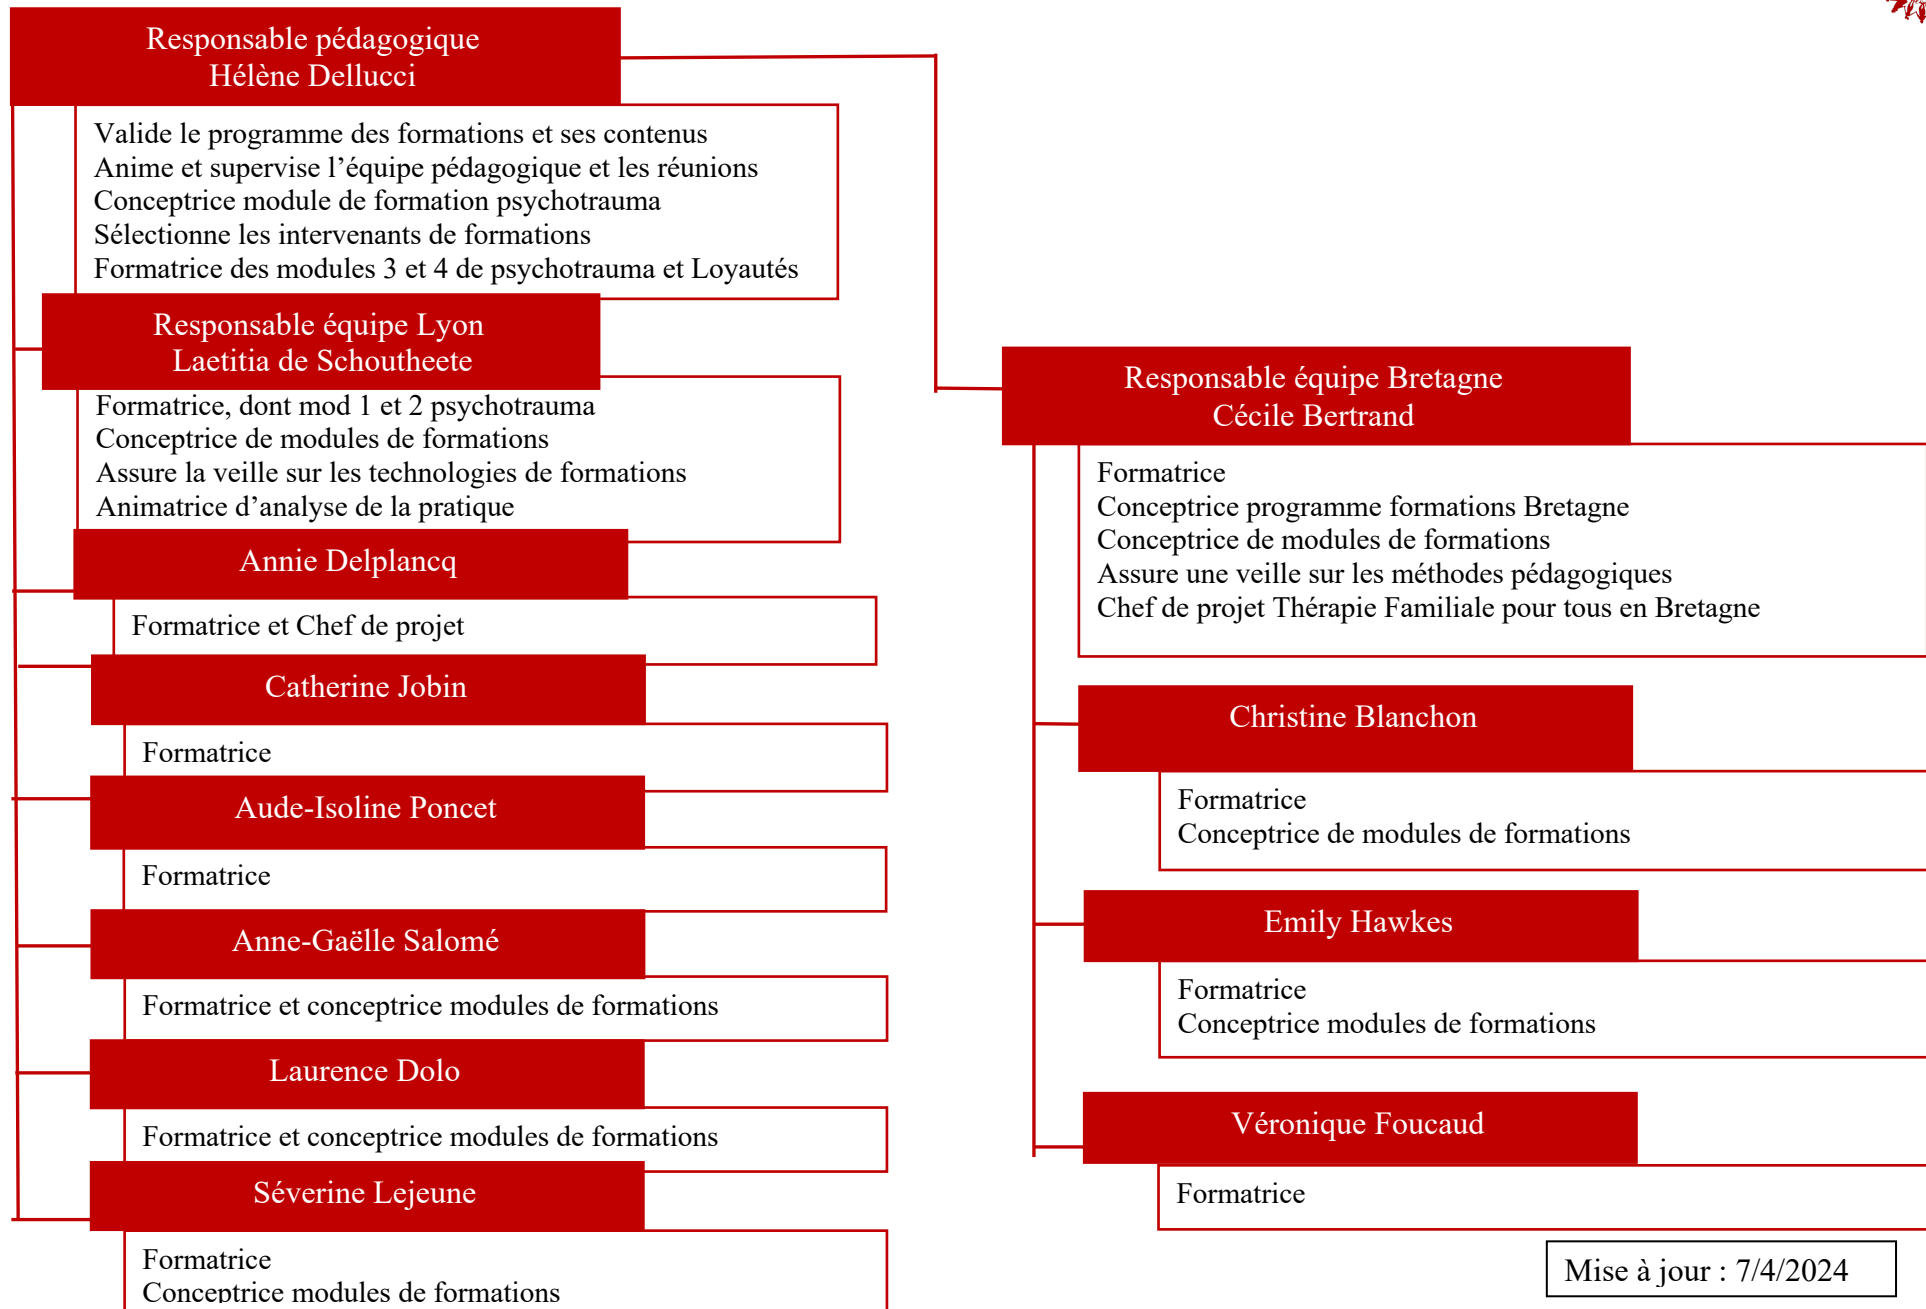 Responsable pédagogique
Hélène Dellucci
Valide le programme des formations et ses contenus
Anime et supervise l’équipe pédagogique et les réunions
Conceptrice module de formation psychotrauma
Sélectionne les intervenants de formations
Formatrice des modules 3 et 4 de psychotrauma et Loyautés
Responsable équipe Lyon
Laetitia de Schoutheete
Formatrice, dont mod 1 et 2 psychotrauma
Conceptrice de modules de formations
Assure la veille sur les technologies de formations
Animatrice d’analyse de la pratique
Annie Delplancq
Formatrice et Chef de projet
Catherine Jobin
Formatrice
Aude-Isoline Poncet
Formatrice
Anne-Gaëlle Salomé
Formatrice et conceptrice modules de formations
Laurence Dolo
Formatrice et conceptrice modules de formations
Séverine Lejeune
Formatrice
Conceptrice modules de formations
Responsable équipe Bretagne
Cécile Bertrand
Formatrice
Conceptrice programme formations Bretagne
Conceptrice de modules de formations
Assure une veille sur les méthodes pédagogiques
Chef de projet Thérapie Familiale pour tous en Bretagne
Christine Blanchon
Formatrice
Conceptrice de modules de formations
Emily Hawkes
Formatrice
Conceptrice modules de formations
Véronique Foucaud
Formatrice
Mise à jour : 7/4/2024